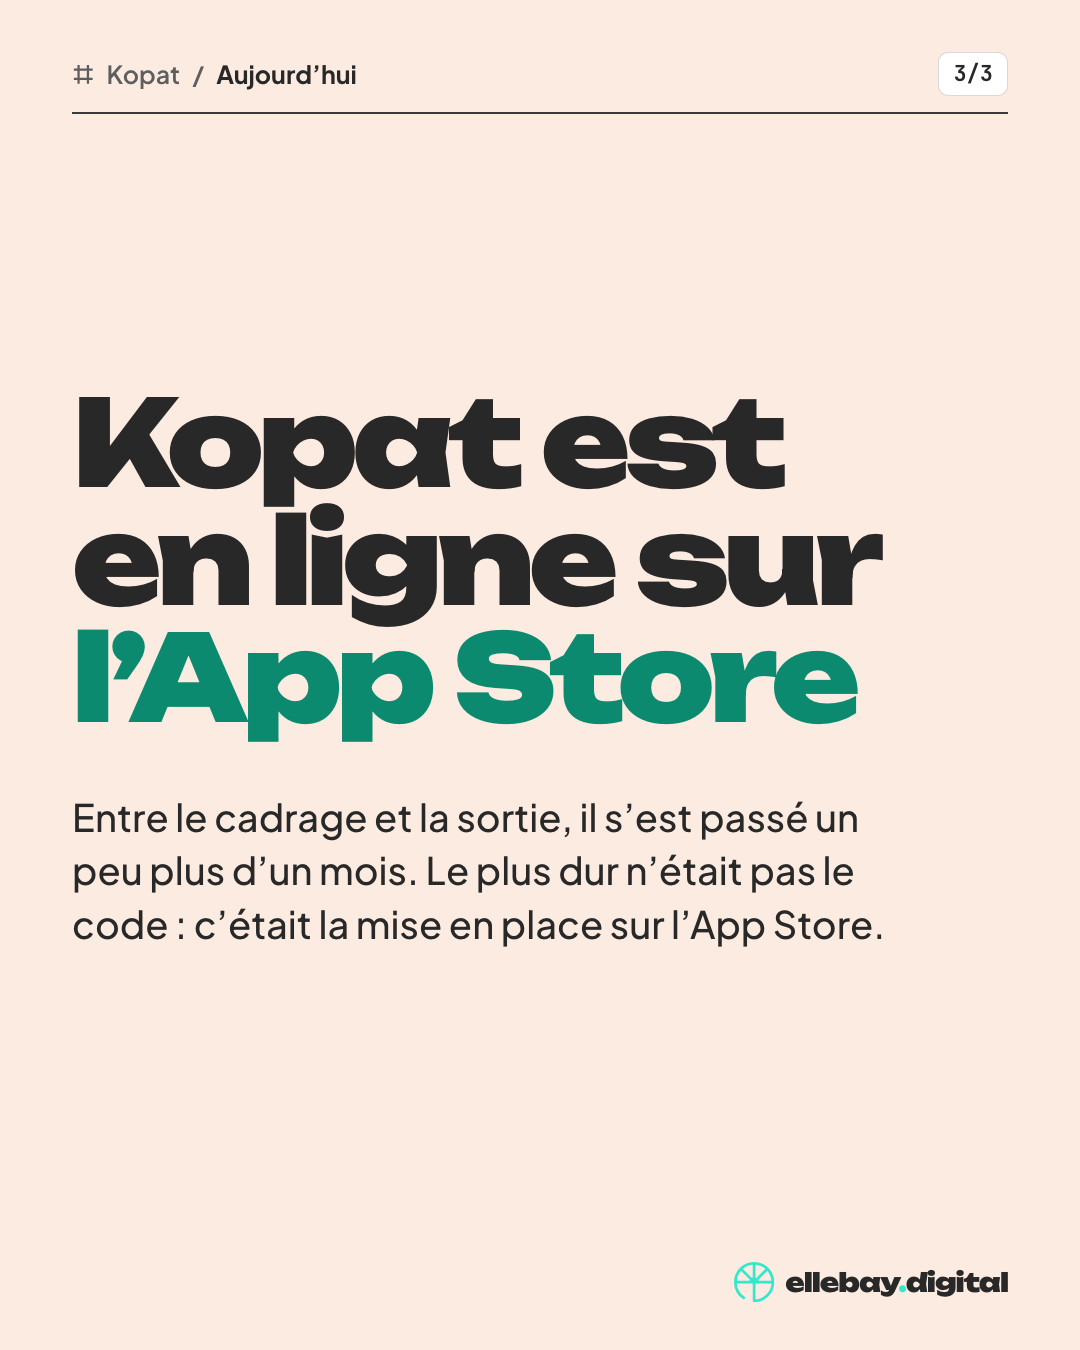 # Kopat / Aujourd’hui
3/3
Kopat est
en ligne sur
l’App Store
Entre le cadrage et la sortie, il s’est passé un
peu plus d’un mois. Le plus dur n’était pas le
code : c’était la mise en place sur l’App Store.
ellebay.digital